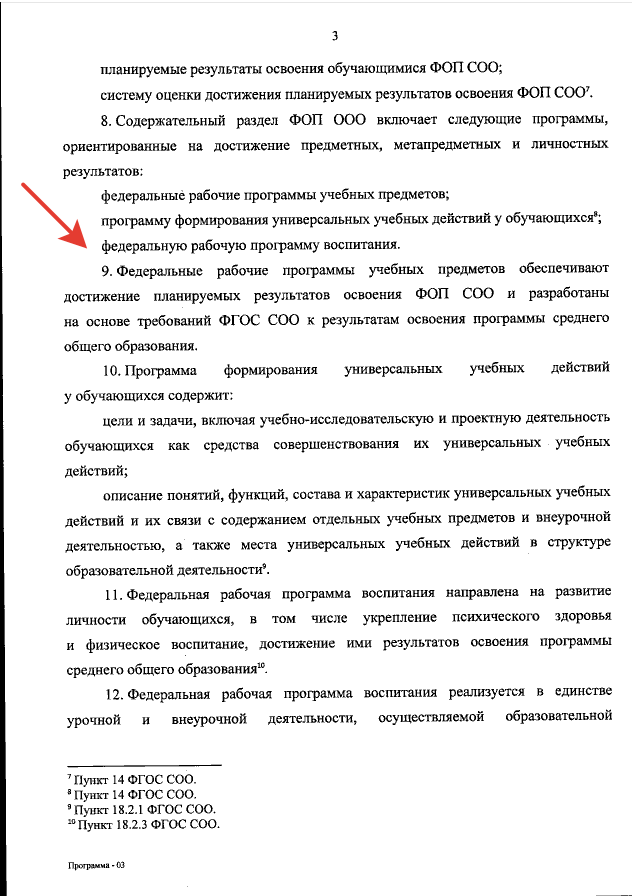 3
планируемые результаты освоения обучающимися ФОП СОО;
систему оценки достижения планируемых результатов освоения ФОП СОО⁷.
8. Содержательный раздел ФОП ООО включает следующие программы,
ориентированные на достижение предметных, метапредметных и личностных
результатов:
федеральные рабочие программы учебных предметов;
программу формирования универсальных учебных действий у обучающихся⁸;
федеральную рабочую программу воспитания.
9. Федеральные рабочие программы учебных предметов обеспечивают
достижение планируемых результатов освоения ФОП СОО и разработаны
на основе требований ФГОС СОО к результатам освоения программы среднего
общего образования.
10. Программа формирования универсальных учебных действий
у обучающихся содержит:
цели и задачи, включая учебно-исследовательскую и проектную деятельность
обучающихся как средства совершенствования их универсальных учебных
действий;
описание понятий, функций, состава и характеристик универсальных учебных
действий и их связи с содержанием отдельных учебных предметов и внеурочной
деятельностью, а также места универсальных учебных действий в структуре
образовательной деятельности⁹.
11. Федеральная рабочая программа воспитания направлена на развитие
личности обучающихся, в том числе укрепление психического здоровья
и физическое воспитание, достижение ими результатов освоения программы
среднего общего образования¹⁰.
12. Федеральная рабочая программа воспитания реализуется в единстве
урочной и внеурочной деятельности, осуществляемой образовательной
⁷ Пункт 14 ФГОС СОО.
⁸ Пункт 14 ФГОС СОО.
⁹ Пункт 18.2.1 ФГОС СОО.
¹⁰ Пункт 18.2.3 ФГОС СОО.
Программа - 03